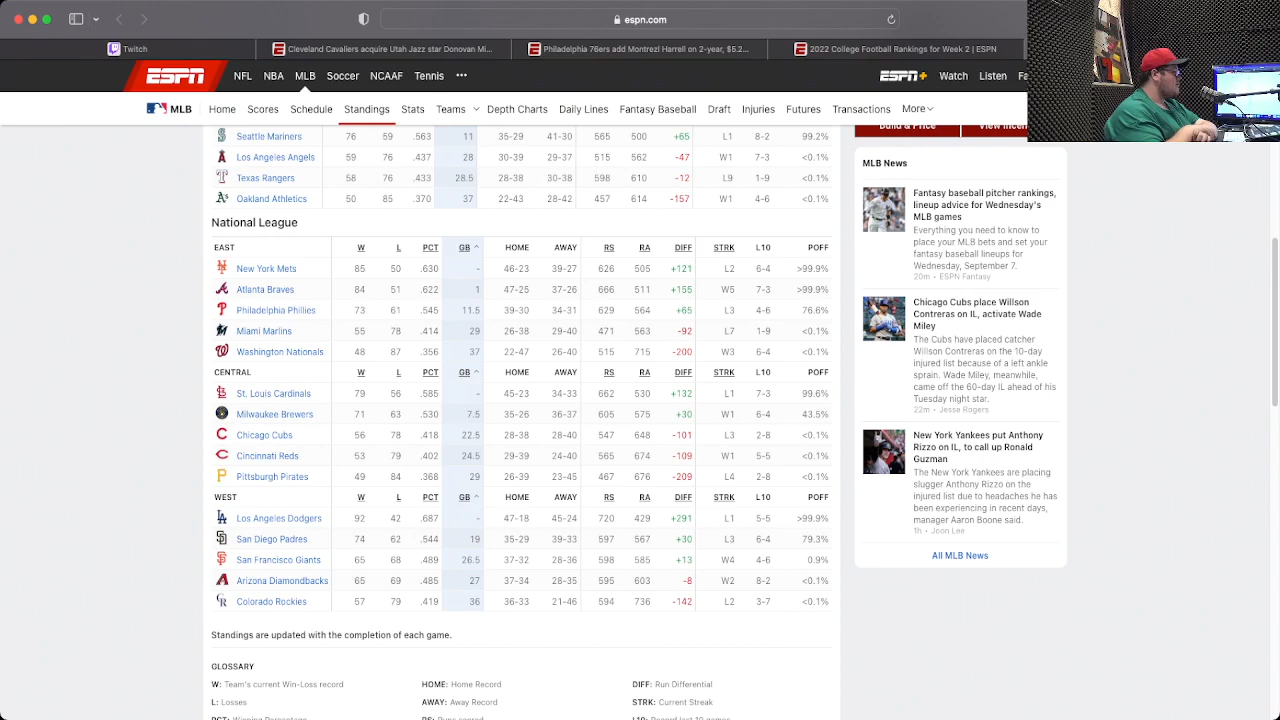 espn.com
Twitch
Cleveland Cavaliers acquire Utah Jazz star Donovan Mi...
Philadelphia 76ers add Montrezl Harrell on 2-year, $5.2...
2022 College Football Rankings for Week 2 | ESPN
ESPN NFL NBA MLB Soccer NCAAF Tennis ••• ESPN+ Watch Listen Fa
MLB Home Scores Schedule Standings Stats Teams Depth Charts Daily Lines Fantasy Baseball Draft Injuries Futures Transactions More
Seattle Mariners 76 59 .563 11 35-29 41-30 565 500 +65 L1 8-2 99.2%
Los Angeles Angels 59 76 .437 28 30-39 29-37 515 562 -47 W1 7-3 <0.1%
Texas Rangers 58 76 .433 28.5 28-38 30-38 598 610 -12 L9 1-9 <0.1%
Oakland Athletics 50 85 .370 37 22-43 28-42 457 614 -157 W1 4-6 <0.1%
National League
EAST W L PCT GB HOME AWAY RS RA DIFF STRK L10 POFF
New York Mets 85 50 .630 - 46-23 39-27 626 505 +121 L2 6-4 >99.9%
Atlanta Braves 84 51 .622 1 47-25 37-26 666 511 +155 W5 7-3 >99.9%
Philadelphia Phillies 73 61 .545 11.5 39-30 34-31 629 564 +65 L3 4-6 76.6%
Miami Marlins 55 78 .414 29 26-38 29-40 471 563 -92 L7 1-9 <0.1%
Washington Nationals 48 87 .356 37 22-47 26-40 515 715 -200 W3 6-4 <0.1%
CENTRAL W L PCT GB HOME AWAY RS RA DIFF STRK L10 POFF
St. Louis Cardinals 79 56 .585 - 45-23 34-33 662 530 +132 L1 7-3 99.6%
Milwaukee Brewers 71 63 .530 7.5 35-26 36-37 605 575 +30 W1 6-4 43.5%
Chicago Cubs 56 78 .418 22.5 28-38 28-40 547 648 -101 L3 2-8 <0.1%
Cincinnati Reds 53 79 .402 24.5 29-39 24-40 565 674 -109 W1 5-5 <0.1%
Pittsburgh Pirates 49 84 .368 29 26-39 23-45 467 676 -209 L4 2-8 <0.1%
WEST W L PCT GB HOME AWAY RS RA DIFF STRK L10 POFF
Los Angeles Dodgers 92 42 .687 - 47-18 45-24 720 429 +291 L1 5-5 >99.9%
San Diego Padres 74 62 .544 19 35-29 39-33 597 567 +30 L3 6-4 79.3%
San Francisco Giants 65 68 .489 26.5 37-32 28-36 598 585 +13 W4 4-6 0.9%
Arizona Diamondbacks 65 69 .485 27 37-34 28-35 595 603 -8 W2 8-2 <0.1%
Colorado Rockies 57 79 .419 36 36-33 21-46 594 736 -142 L2 3-7 <0.1%
Standings are updated with the completion of each game.
GLOSSARY
W: Team's current Win-Loss record HOME: Home Record DIFF: Run Differential
L: Losses AWAY: Away Record STRK: Current Streak
PCT: Winning Percentage RS: Runs scored L10: Record last 10 games
Build & Price View Incen
MLB News
Fantasy baseball pitcher rankings,
lineup advice for Wednesday's
MLB games
Everything you need to know to
place your MLB bets and set your
fantasy baseball lineups for
Wednesday, September 7.
20m • ESPN Fantasy
Chicago Cubs place Willson
Contreras on IL, activate Wade
Miley
The Cubs have placed catcher
Willson Contreras on the 10-day
injured list because of a left ankle
sprain. Wade Miley, meanwhile,
came off the 60-day IL ahead of his
Tuesday night star.
22m • Jesse Rogers
New York Yankees put Anthony
Rizzo on IL, to call up Ronald
Guzman
The New York Yankees are placing
slugger Anthony Rizzo on the
injured list due to headaches he has
been experiencing in recent days,
manager Aaron Boone said.
1h • Joon Lee
All MLB News